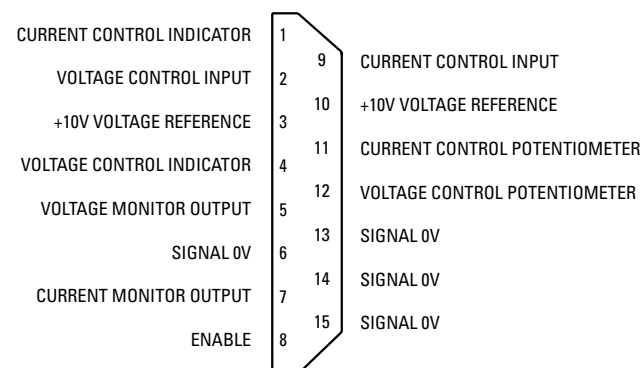 CURRENT CONTROL INDICATOR 1
VOLTAGE CONTROL INPUT 2
+10V VOLTAGE REFERENCE 3
VOLTAGE CONTROL INDICATOR 4
VOLTAGE MONITOR OUTPUT 5
SIGNAL 0V 6
CURRENT MONITOR OUTPUT 7
ENABLE 8
9 CURRENT CONTROL INPUT
10 +10V VOLTAGE REFERENCE
11 CURRENT CONTROL POTENTIOMETER
12 VOLTAGE CONTROL POTENTIOMETER
13 SIGNAL 0V
14 SIGNAL 0V
15 SIGNAL 0V